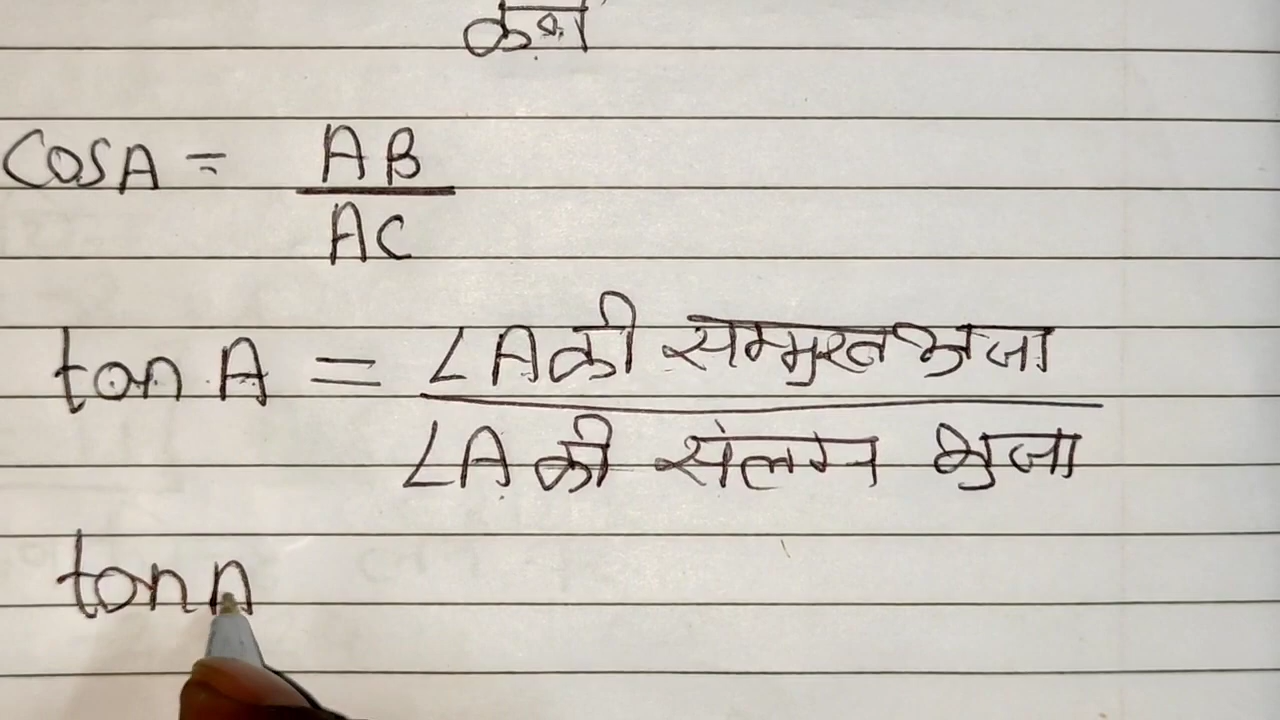 कर्ण
COSA = AB
AC
tan A = ∠A की सम्मुख भुजा
∠A की संलग्न भुजा
tan A